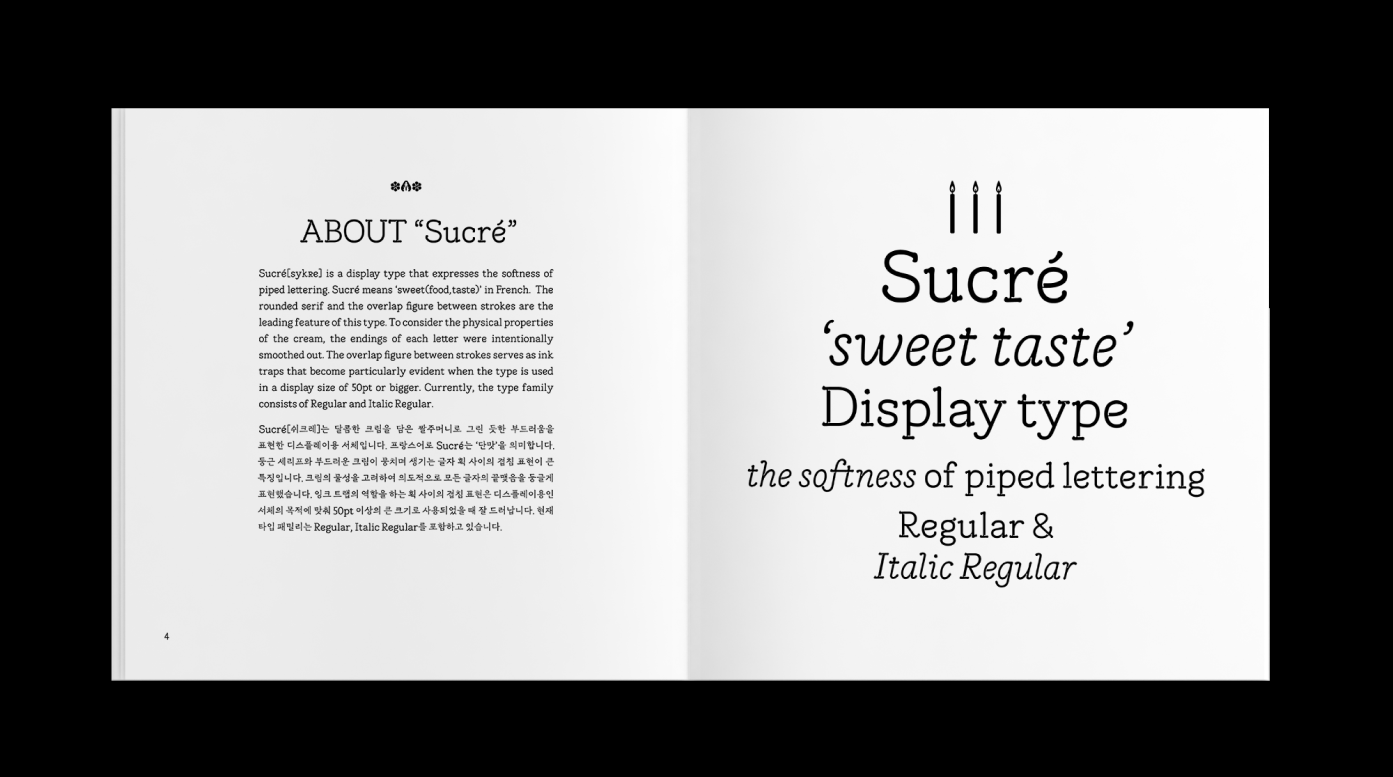 ABOUT “Sucré”
Sucré[sykʀe] is a display type that expresses the softness of
piped lettering. Sucré means ‘sweet(food,taste)’ in French. The
rounded serif and the overlap figure between strokes are the
leading feature of this type. To consider the physical properties
of the cream, the endings of each letter were intentionally
smoothed out. The overlap figure between strokes serves as ink
traps that become particularly evident when the type is used
in a display size of 50pt or bigger. Currently, the type family
consists of Regular and Italic Regular.
Sucré[쉬크레]는 달콤한 크림을 담은 짤주머니로 그린 듯한 부드러움을
표현한 디스플레이용 서체입니다. 프랑스어로 Sucré는 ‘단맛’을 의미합니다.
둥근 세리프와 부드러운 크림이 뭉치며 생기는 글자 획 사이의 겹침 표현이 큰
특징입니다. 크림의 물성을 고려하여 의도적으로 모든 글자의 끝맺음을 둥글게
표현했습니다. 잉크 트랩의 역할을 하는 획 사이의 겹침 표현은 디스플레이용인
서체의 목적에 맞춰 50pt 이상의 큰 크기로 사용되었을 때 잘 드러납니다. 현재
타입 패밀리는 Regular, Italic Regular를 포함하고 있습니다.
4
Sucré
‘sweet taste’
Display type
the softness of piped lettering
Regular &
Italic Regular